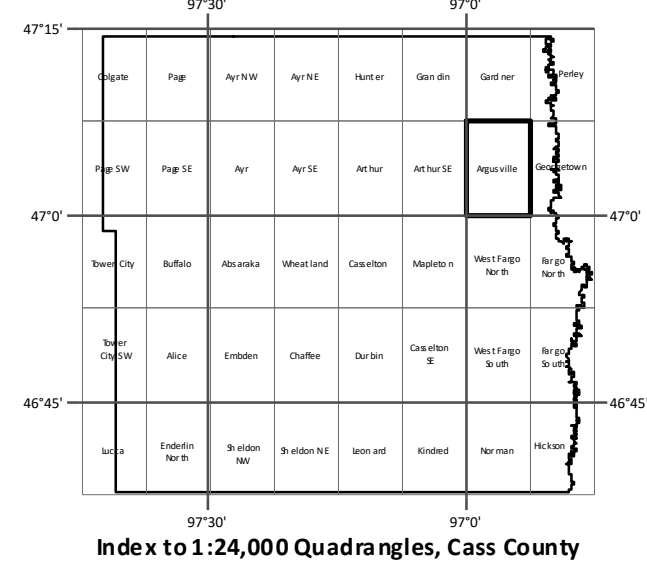 97°30' 97°0'
47°15'
Colgate Page Ayr NW Ayr NE Hunter Grandin Gardner Perley
Page SW Page SE Ayr Ayr SE Arthur Arthur SE Argusville Georgetown
47°0' 47°0'
Tower City Buffalo Absaraka Wheatland Casselton Mapleton West Fargo North Fargo North
Tower City SW Alice Embden Chaffee Durbin Casselton SE West Fargo South Fargo South
46°45' 46°45'
Lucca Enderlin North Sheldon NW Sheldon NE Leonard Kindred Norman Hickson
97°30' 97°0'
Index to 1:24,000 Quadrangles, Cass County